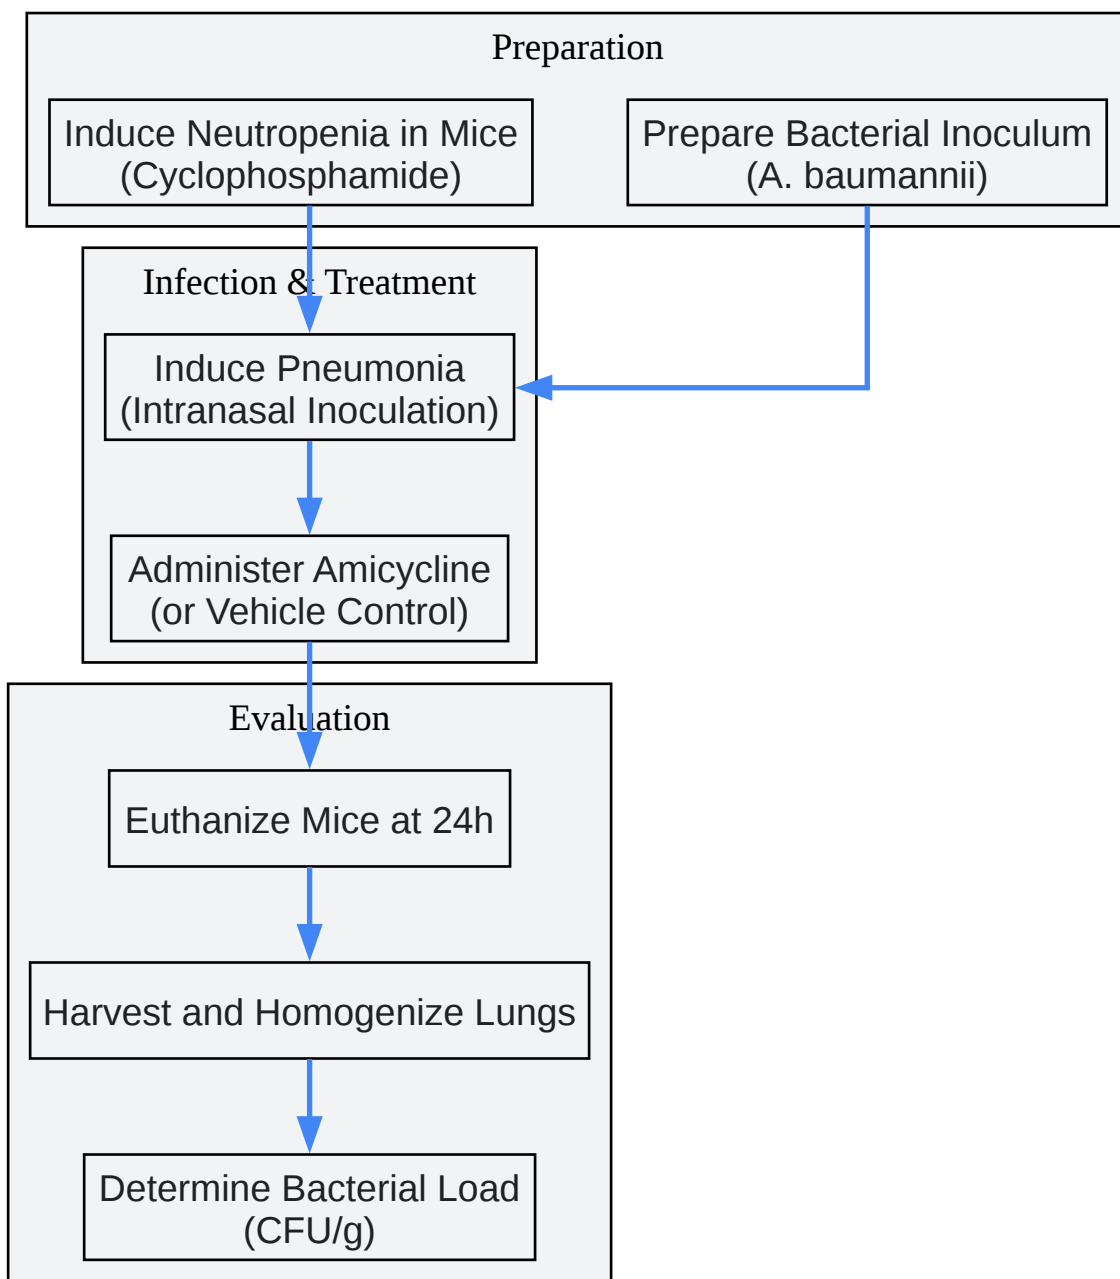 Preparation
Induce Neutropenia in Mice
(Cyclophosphamide)
Prepare Bacterial Inoculum
(A. baumannii)
Infection & Treatment
Induce Pneumonia
(Intranasal Inoculation)
Administer Amicycline
(or Vehicle Control)
Evaluation
Euthanize Mice at 24h
Harvest and Homogenize Lungs
Determine Bacterial Load
(CFU/g)